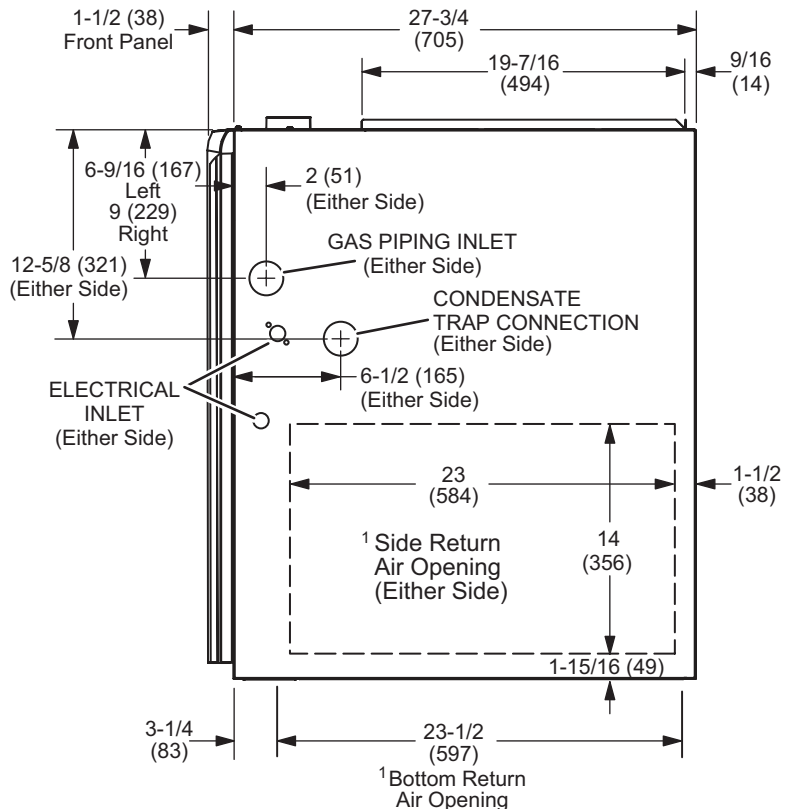 1-1/2 (38)
Front Panel
27-3/4
(705)
19-7/16
(494)
9/16
(14)
6-9/16 (167)
Left
9 (229)
Right
2 (51)
(Either Side)
12-5/8 (321)
(Either Side)
GAS PIPING INLET
(Either Side)
CONDENSATE
TRAP CONNECTION
(Either Side)
6-1/2 (165)
(Either Side)
ELECTRICAL
INLET
(Either Side)
23
(584)
1-1/2
(38)
1 Side Return
Air Opening
(Either Side)
14
(356)
1-15/16 (49)
3-1/4
(83)
23-1/2
(597)
1 Bottom Return
Air Opening